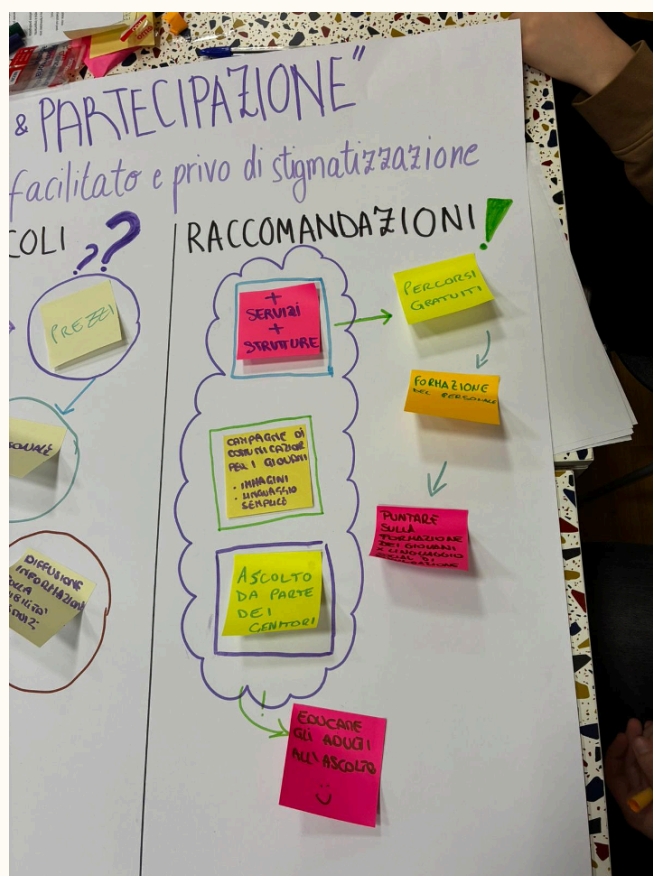 & PARTECIPAZIONE"
facilitato e privo di stigmatizzazione
COLI ??
PREZZI
DIFFUSIONE
INFORMAZIONI
RACCOMANDAZIONI!
+
SERVIZI
+
STRUTTURE
CAMPAGNE DI
COMUNICAZIONE
PER I GIOVANI
· IMMAGINI
· LINGUAGGIO
SEMPLICE
ASCOLTO
DA PARTE
DEI
GENITORI
PERCORSI
GRATUITI
FORMAZIONE
DEL PERSONALE
PUNTARE
SULLA
FORMAZIONE
DEI GIOVANI
X LINGUAGGIO
EDUCARE
GLI ADULTI
ALL'ASCOLTO